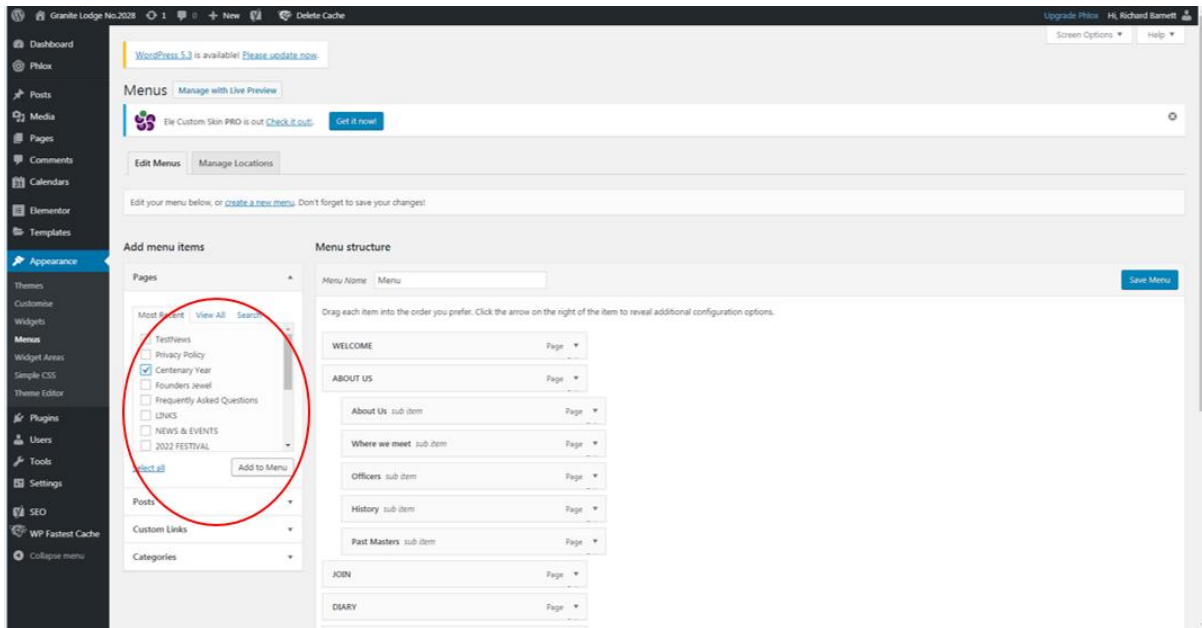 Granite Lodge No.2028 1 0 + New Delete Cache Upgrade Phlox Hi, Richard Barnett
Screen Options ▼ Help ▼
Dashboard
Phlox
Posts
Media
Pages
Comments
Calendars
Elementor
Templates
Appearance
Themes
Customise
Widgets
Menus
Widget Areas
Simple CSS
Theme Editor
Plugins
Users
Tools
Settings
SEO
WP Fastest Cache
Collapse menu
WordPress 5.3 is available! Please update now.
Menus Manage with Live Preview
Ele Custom Skin PRO is out Check it out!. Get it now!
Edit Menus Manage Locations
Edit your menu below, or create a new menu. Don't forget to save your changes!
Add menu items
Pages
Most Recent View All Search
TestNews
Privacy Policy
Centenary Year
Founders Jewel
Frequently Asked Questions
LINKS
NEWS & EVENTS
2022 FESTIVAL
Select all Add to Menu
Posts
Custom Links
Categories
Menu structure
Menu Name Menu Save Menu
Drag each item into the order you prefer. Click the arrow on the right of the item to reveal additional configuration options.
WELCOME Page
ABOUT US Page
About Us sub item Page
Where we meet sub item Page
Officers sub item Page
History sub item Page
Past Masters sub item Page
JOIN Page
DIARY Page